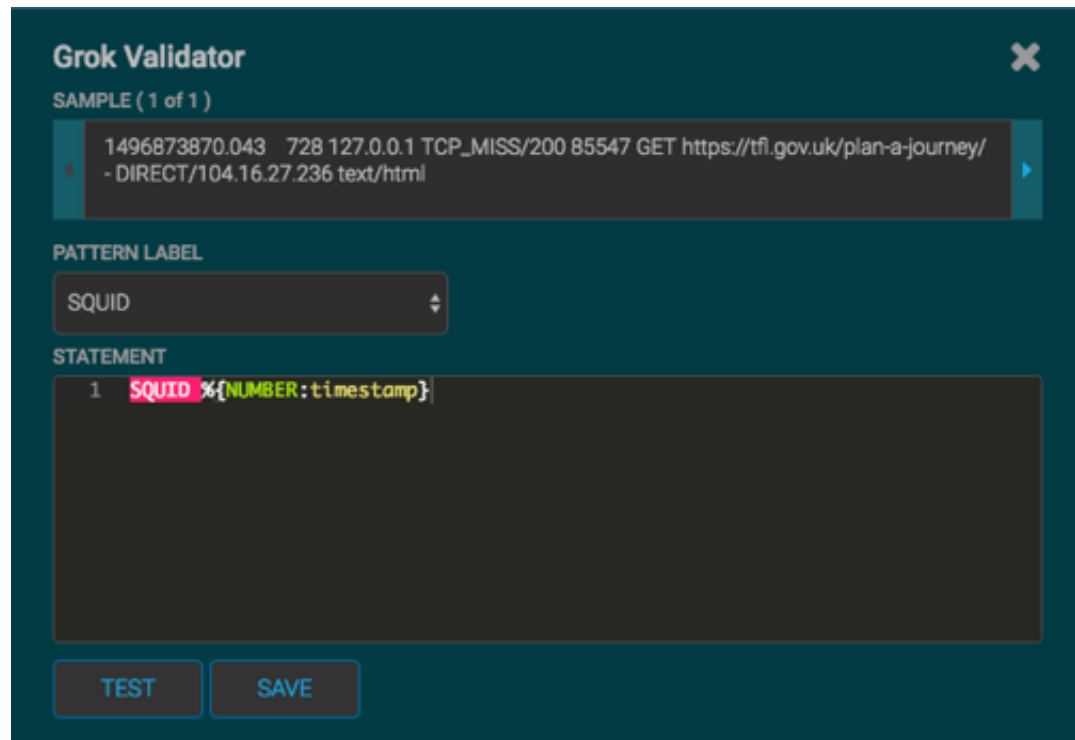 Grok Validator
SAMPLE ( 1 of 1 )
1496873870.043    728 127.0.0.1 TCP_MISS/200 85547 GET https://tfl.gov.uk/plan-a-journey/
- DIRECT/104.16.27.236 text/html
PATTERN LABEL
SQUID
STATEMENT
1 SQUID %{NUMBER:timestamp}
TEST SAVE